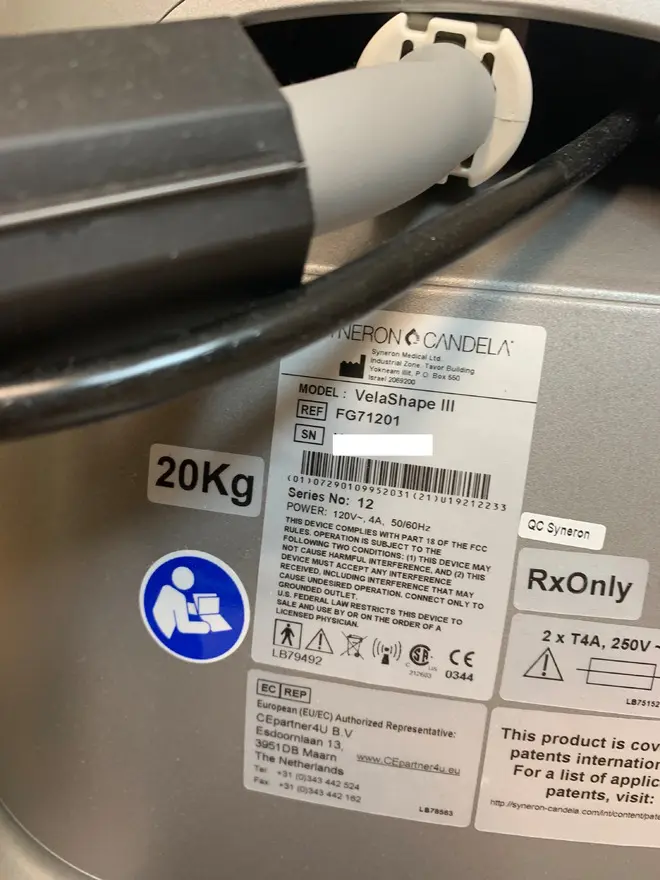 YNERON CANDELA
Syneron Medical Ltd.
Industrial Zone, Tavor Building
Yokneam Illit, P.O. Box 550
Israel 2069200
MODEL : VelaShape III
REF FG71201
SN
(01)07290109952031(21)U19212233
Series No: 12
POWER: 120V~, 4A, 50/60Hz
THIS DEVICE COMPLIES WITH PART 18 OF THE FCC
RULES. OPERATION IS SUBJECT TO THE
FOLLOWING TWO CONDITIONS: (1) THIS DEVICE MAY
NOT CAUSE HARMFUL INTERFERENCE, AND (2) THIS
DEVICE MUST ACCEPT ANY INTERFERENCE
RECEIVED, INCLUDING INTERFERENCE THAT MAY
CAUSE UNDESIRED OPERATION. CONNECT ONLY TO
GROUNDED OUTLET.
U.S. FEDERAL LAW RESTRICTS THIS DEVICE TO
SALE AND USE BY OR ON THE ORDER OF A
LICENSED PHYSICIAN.
C US
212603
CE
0344
LB79492
20Kg
QC Syneron
RxOnly
2 x T4A, 250V~
LB75152
EC REP
European (EU/EC) Authorized Representative:
CEpartner4U B.V
Esdoornlaan 13,
3951DB Maarn
The Netherlands
www.CEpartner4u.eu
Tel: +31 (0)343 442 524
Fax: +31 (0)343 442 162
LB78563
This product is cov
patents internation
For a list of applic
patents, visit:
http://syneron-candela.com/int/content/pate